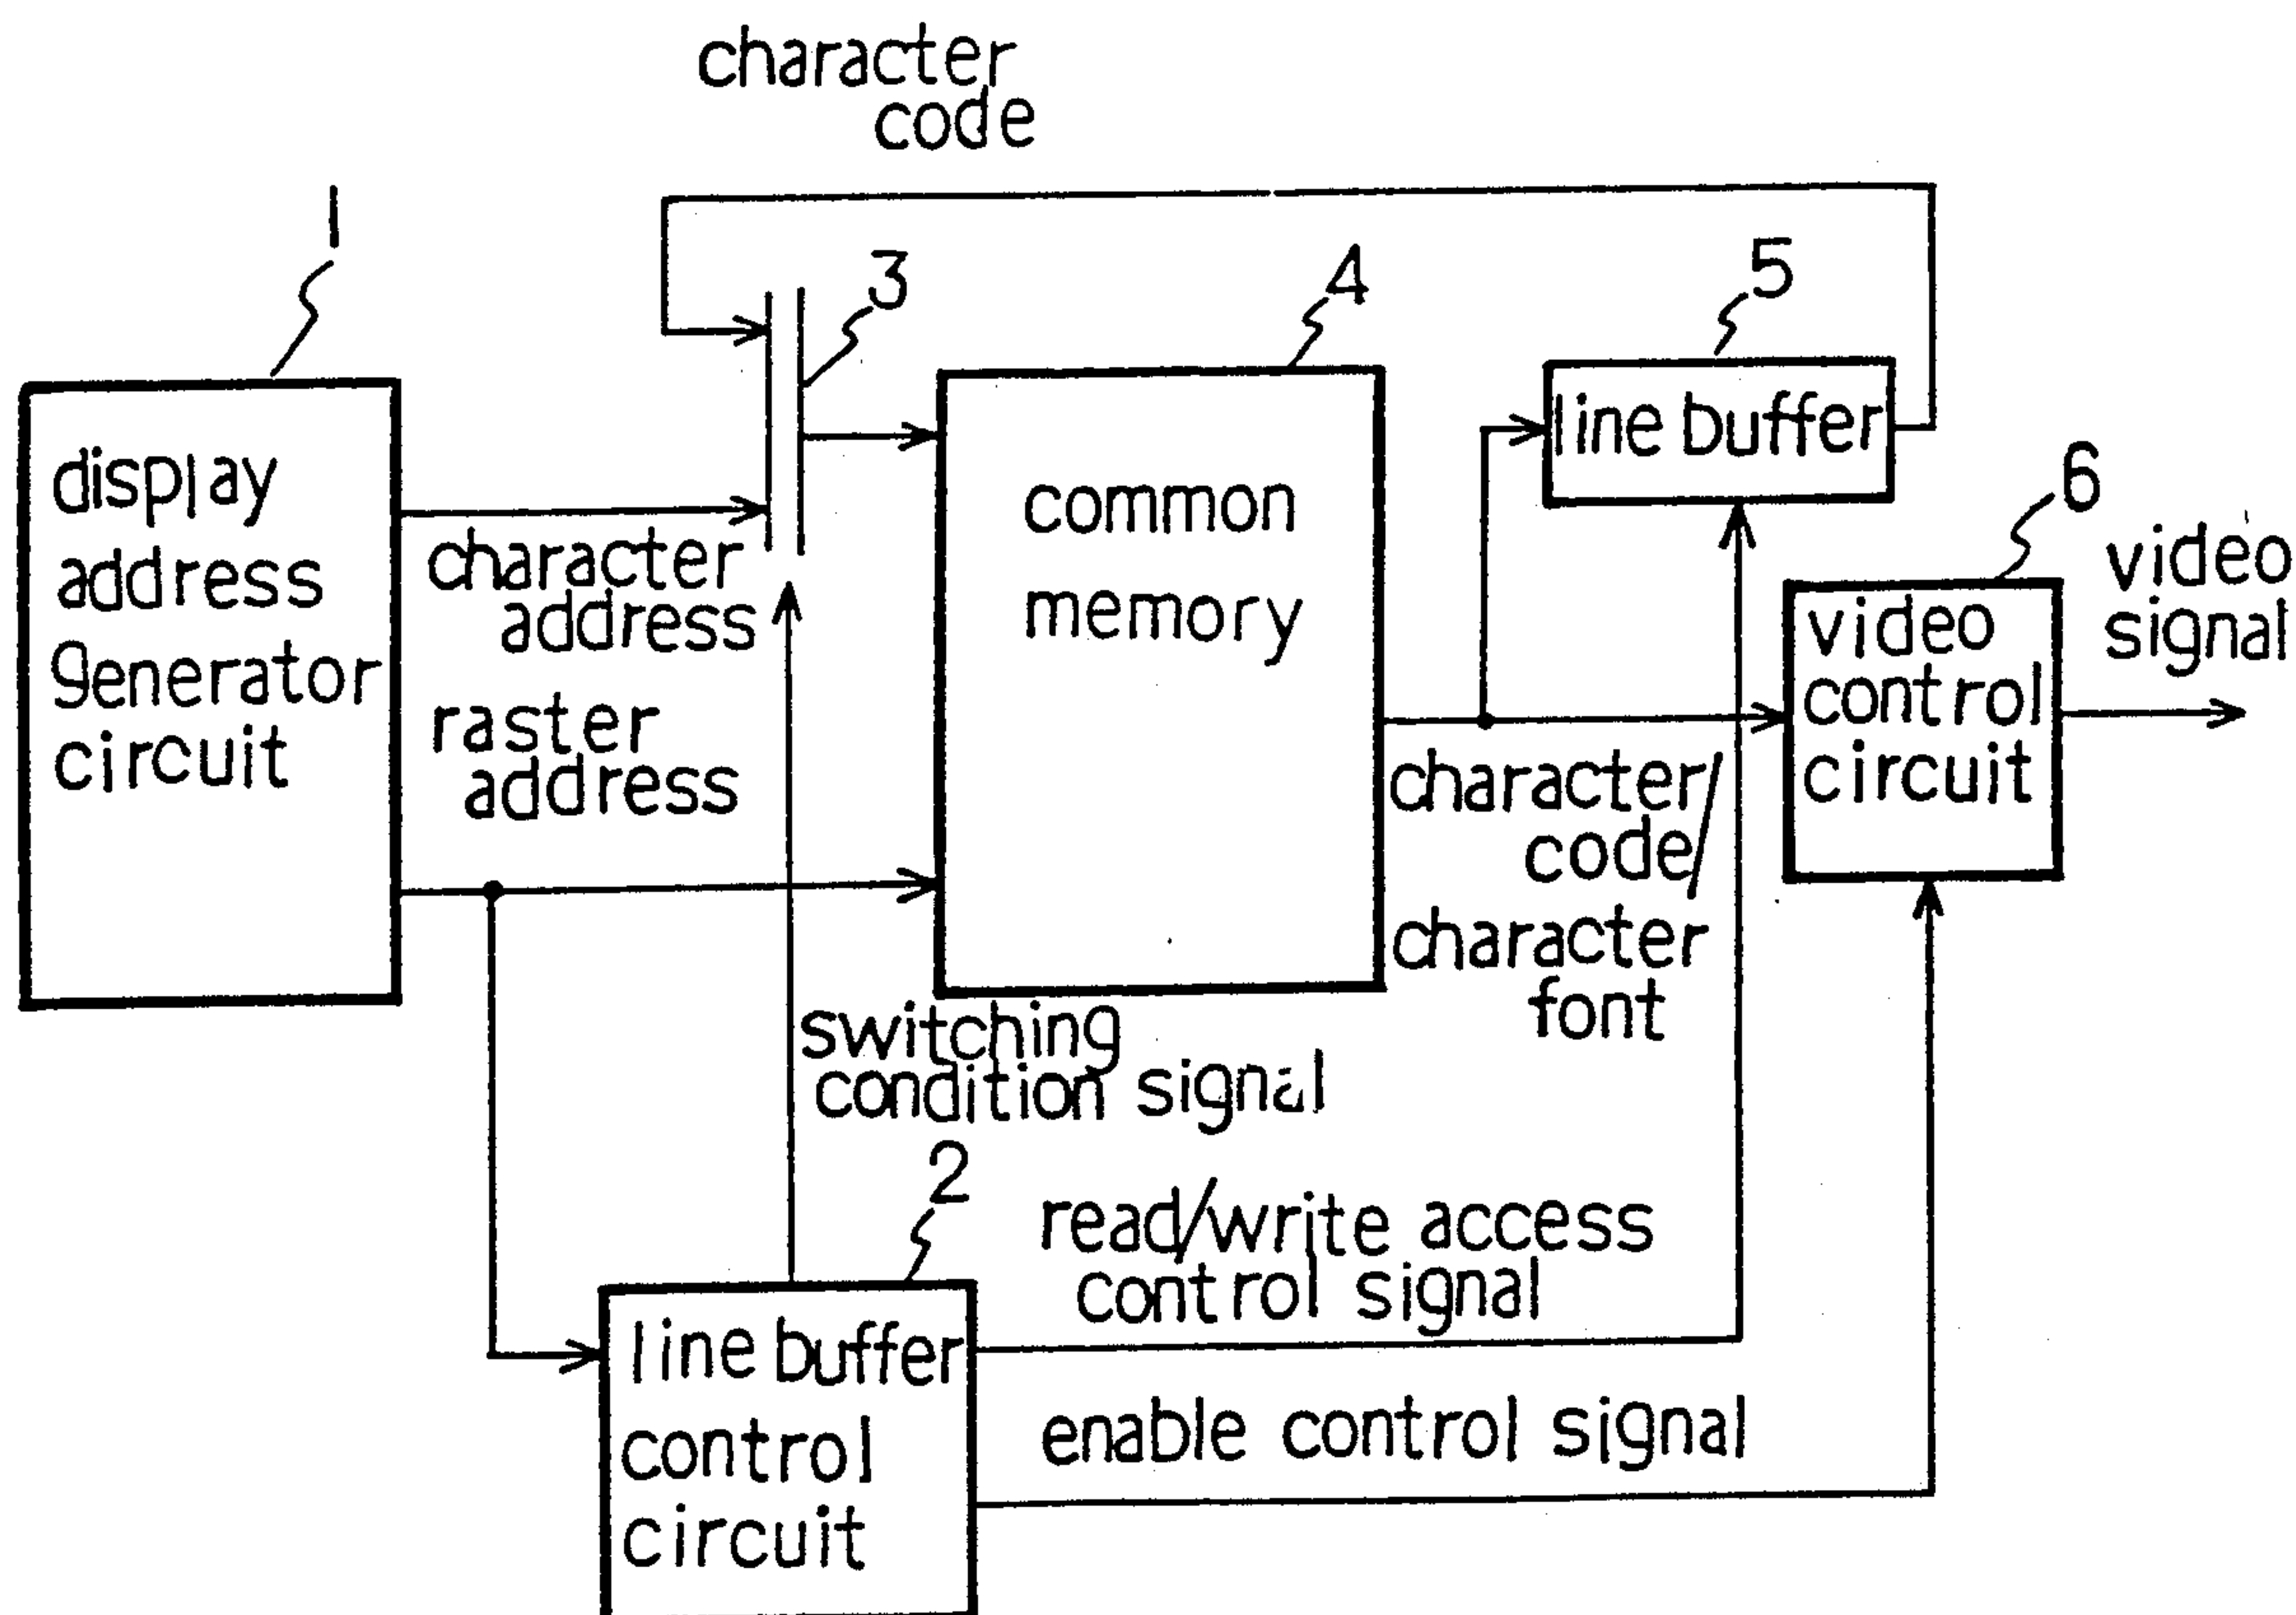 character
code
1
3
4
5
display
address
generator
circuit
character
address
raster
address
common
memory
line buffer
6
video
control
circuit
video
signal
character/
code/
character
font
switching
condition signal
2
line buffer
control
circuit
read/write access
control signal
enable control signal